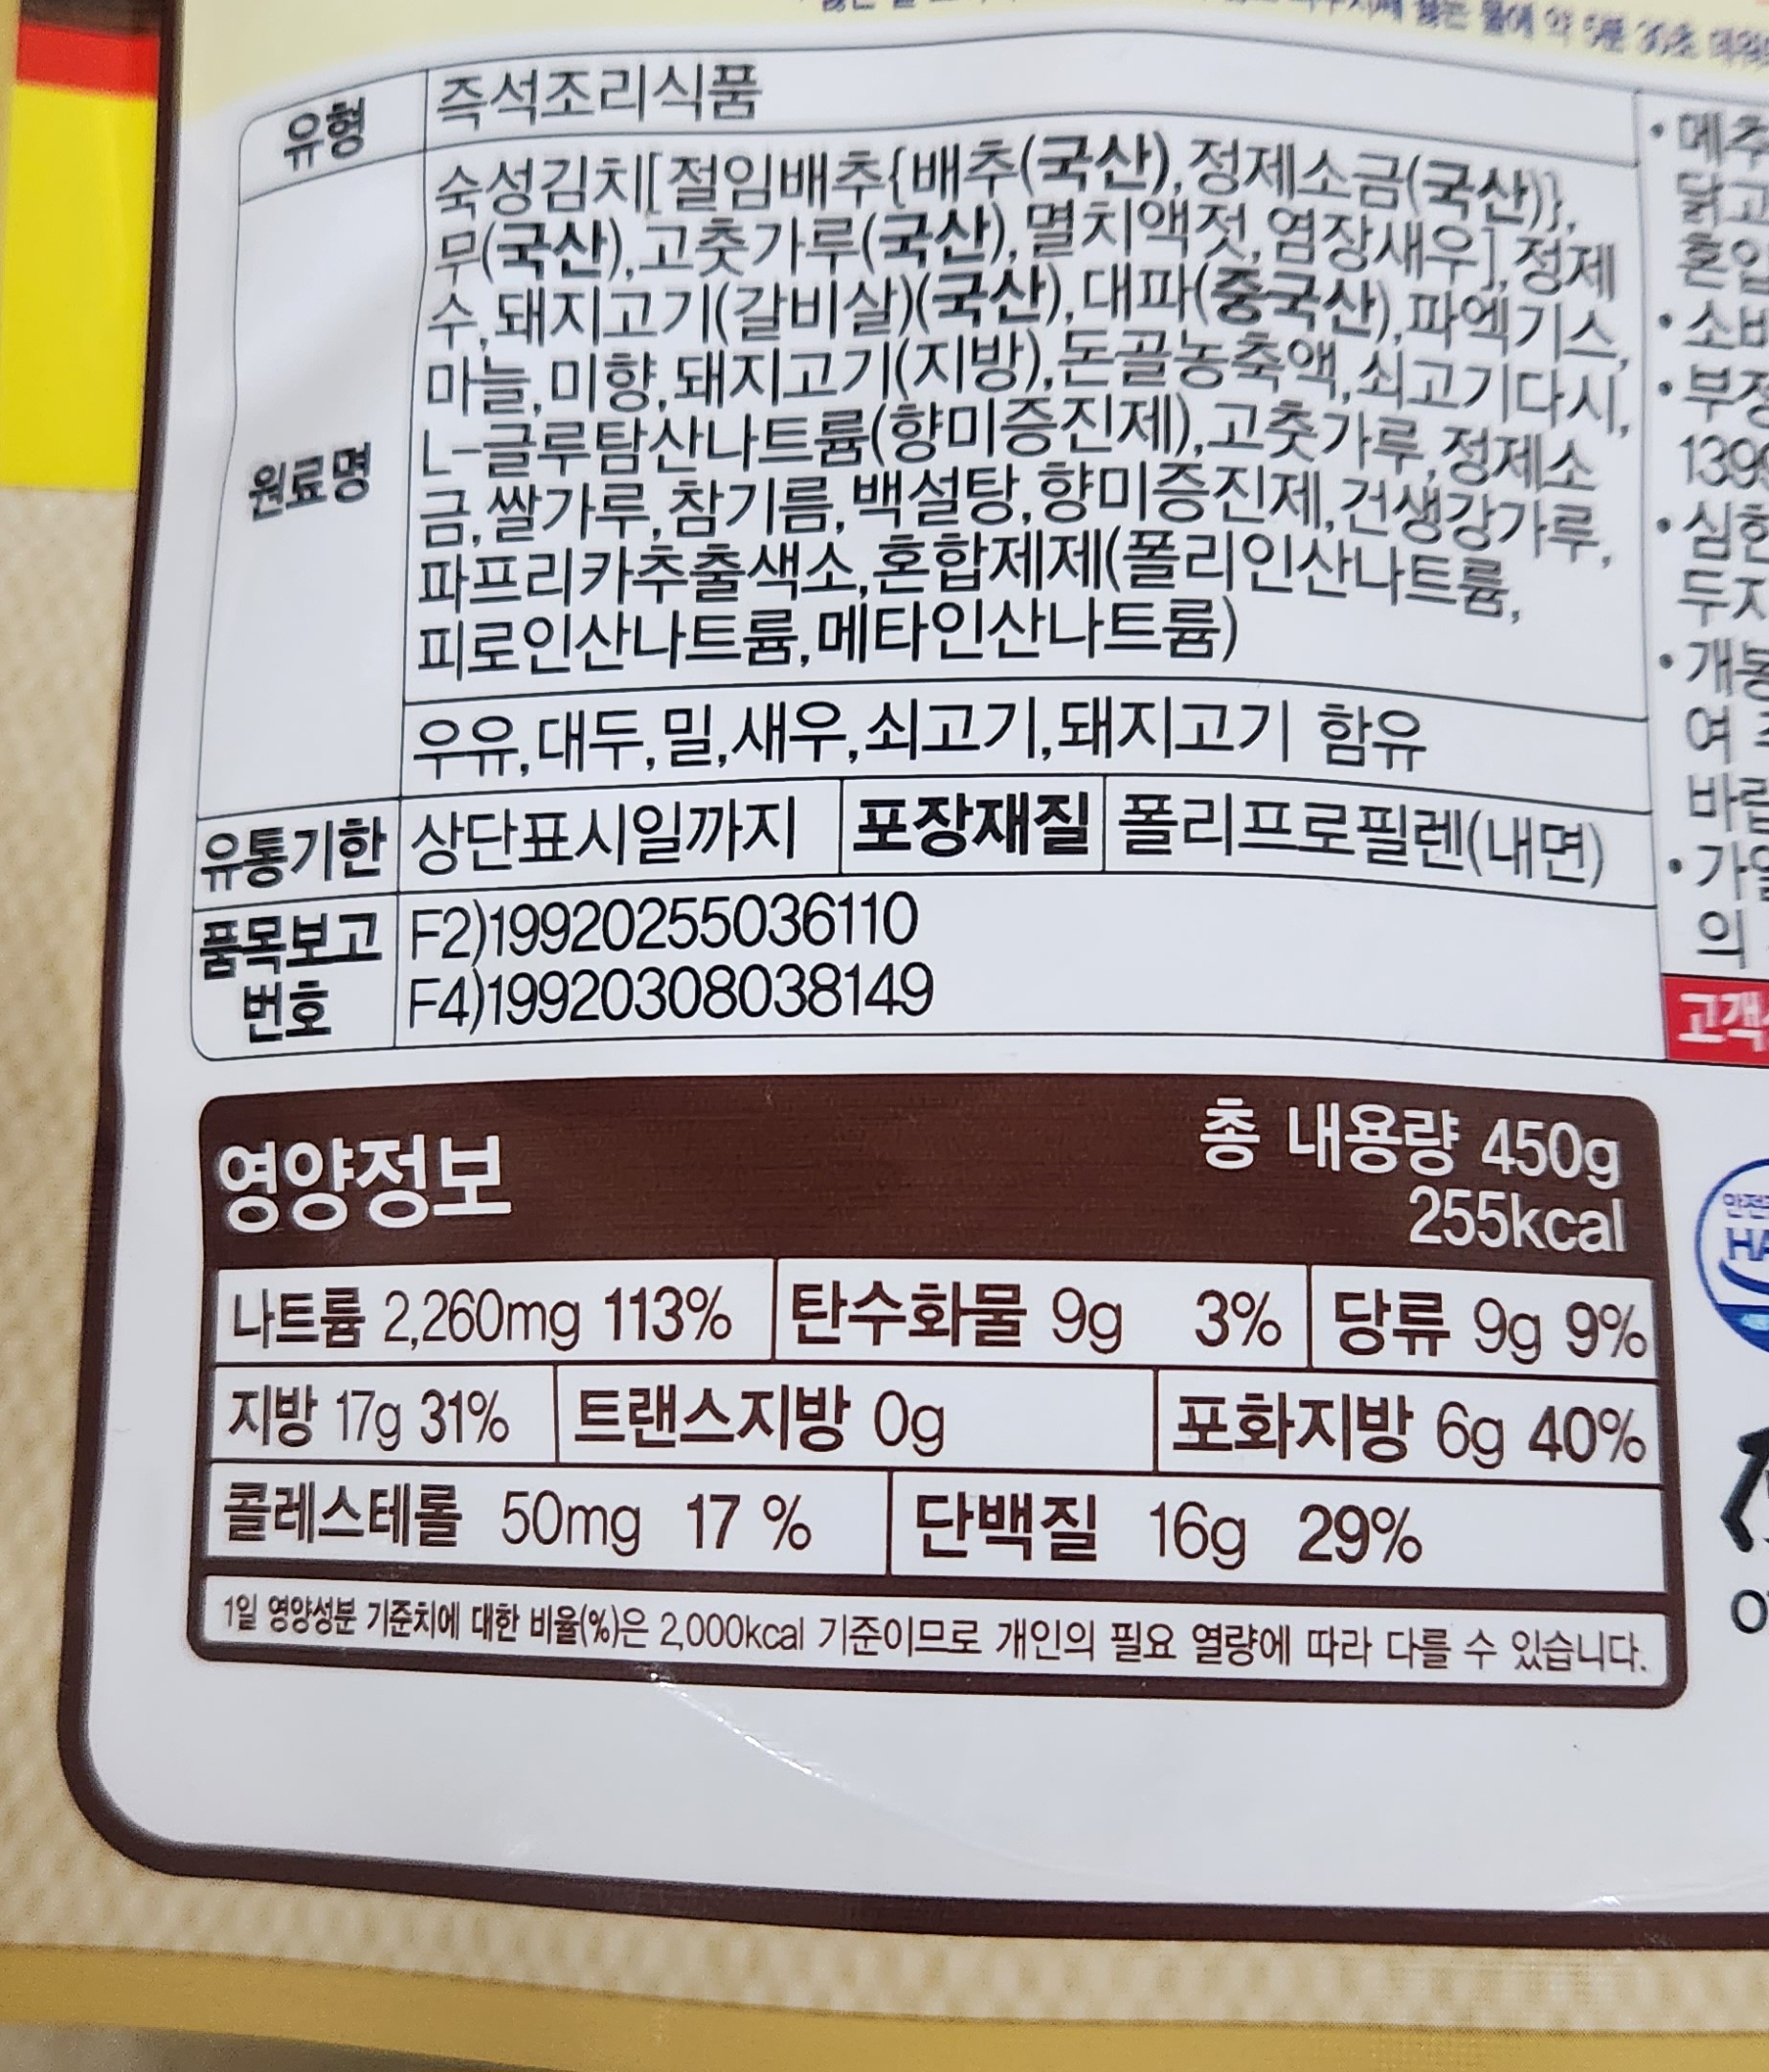 유형
즉석조리식품
원료명
숙성김치[절임배추{배추(국산),정제소금(국산)},
무(국산),고춧가루(국산),멸치액젓,염장새우],정제
수,돼지고기(갈비살)(국산),대파(중국산),파엑기스,
마늘,미향,돼지고기(지방),돈골농축액,쇠고기다시,
L-글루탐산나트륨(향미증진제),고춧가루,정제소
금,쌀가루,참기름,백설탕,향미증진제,건생강가루,
파프리카추출색소,혼합제제(폴리인산나트륨,
피로인산나트륨,메타인산나트륨)
우유,대두,밀,새우,쇠고기,돼지고기 함유
유통기한 상단표시일까지 포장재질 폴리프로필렌(내면)
품목보고
번호
F2)19920255036110
F4)19920308038149
고객
영양정보
총 내용량 450g
255kcal
나트륨 2,260mg 113% 탄수화물 9g 3% 당류 9g 9%
지방 17g 31% 트랜스지방 0g 포화지방 6g 40%
콜레스테롤 50mg 17 % 단백질 16g 29%
1일 영양성분 기준치에 대한 비율(%)은 2,000kcal 기준이므로 개인의 필요 열량에 따라 다를 수 있습니다.